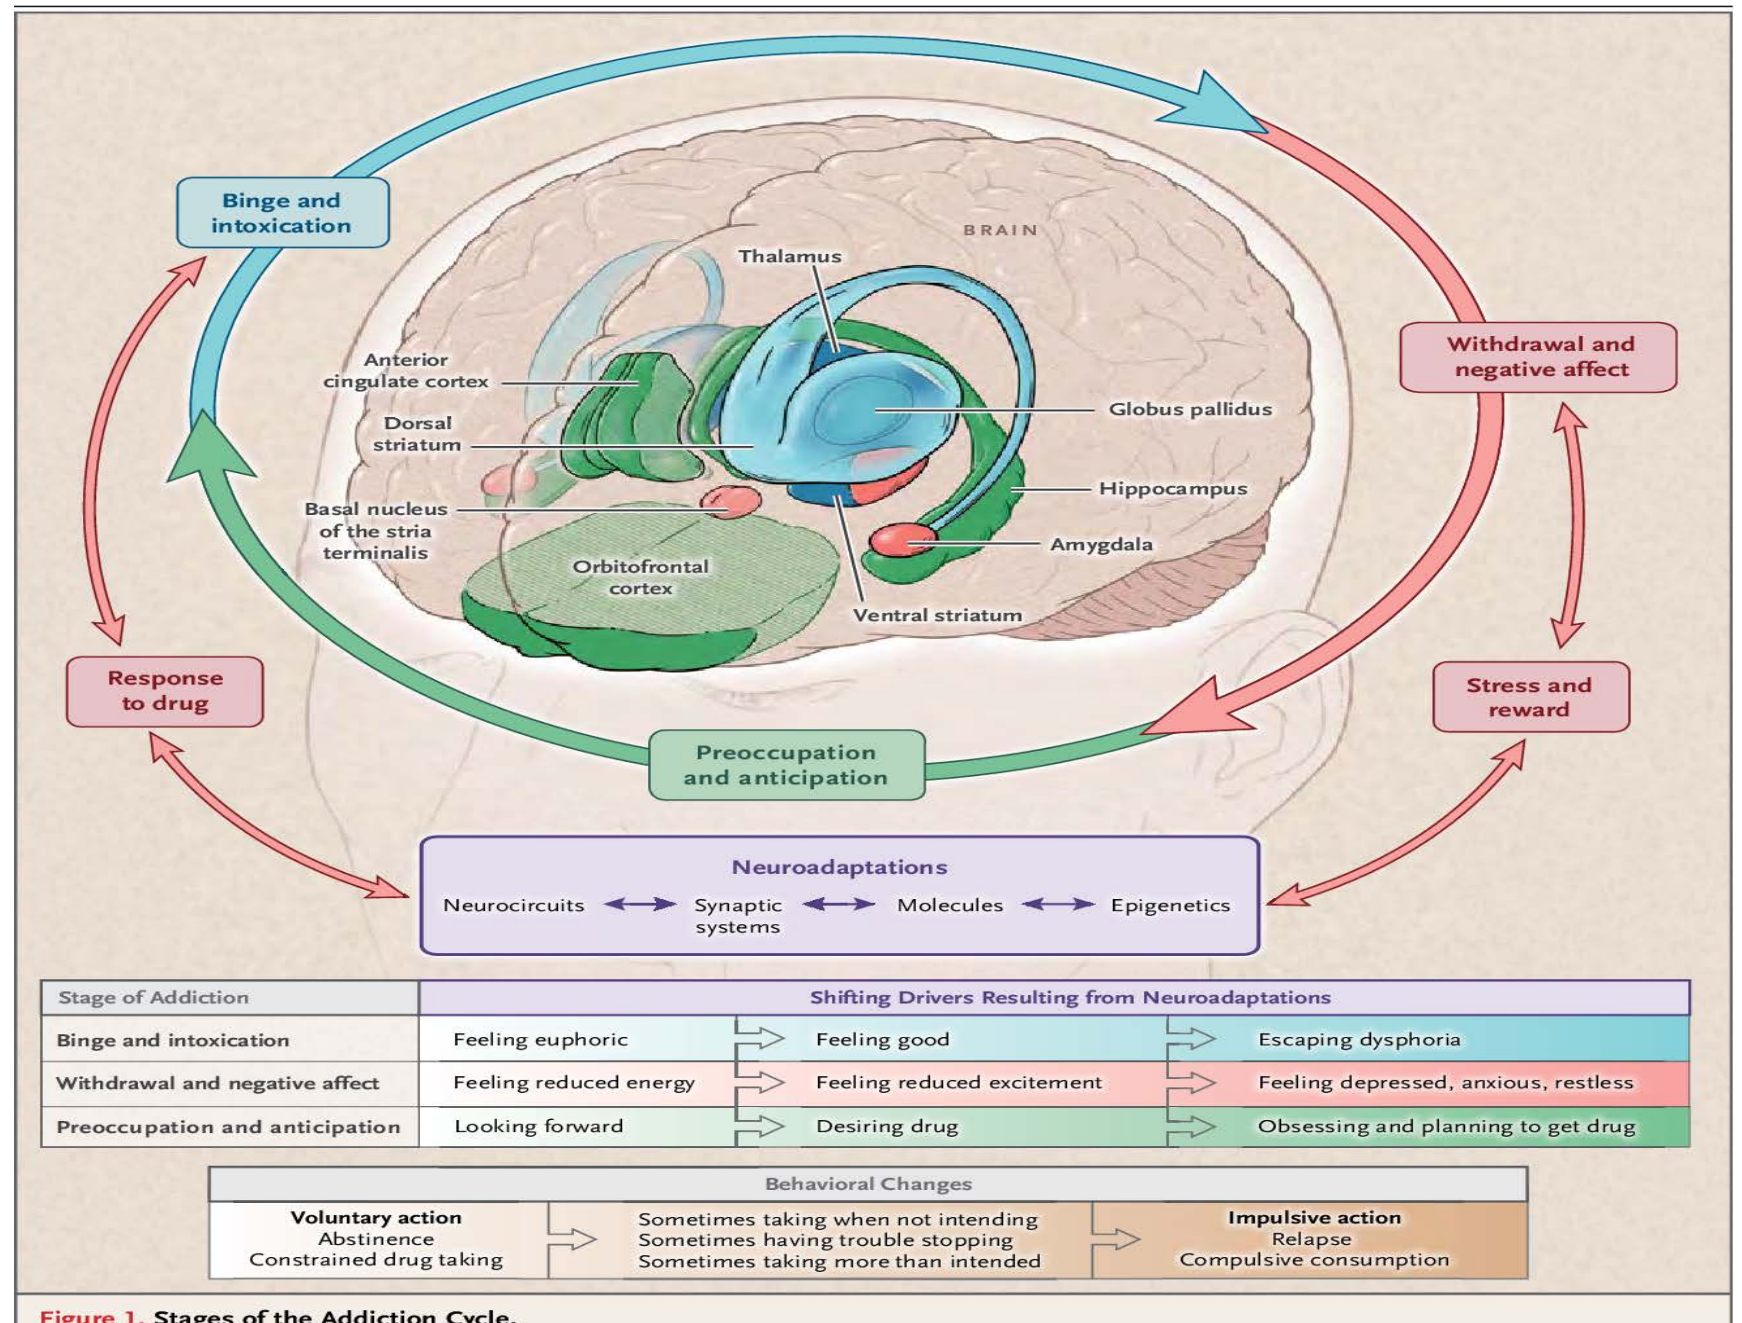 Binge and
intoxication
BRAIN
Thalamus
Anterior
cingulate cortex
Withdrawal and
negative affect
Dorsal
striatum
Globus pallidus
Basal nucleus
of the stria
terminalis
Hippocampus
Amygdala
Orbitofrontal
cortex
Ventral striatum
Response
to drug
Stress and
reward
Preoccupation
and anticipation
Neuroadaptations
Neurocircuits
Synaptic
systems
Molecules
Epigenetics
Stage of Addiction
Shifting Drivers Resulting from Neuroadaptations
Binge and intoxication
Feeling euphoric
Feeling good
Escaping dysphoria
Withdrawal and negative affect
Feeling reduced energy
Feeling reduced excitement
Feeling depressed, anxious, restless
Preoccupation and anticipation
Looking forward
Desiring drug
Obsessing and planning to get drug
Behavioral Changes
Voluntary action
Abstinence
Constrained drug taking
Sometimes taking when not intending
Sometimes having trouble stopping
Sometimes taking more than intended
Impulsive action
Relapse
Compulsive consumption
Figure 1. Stages of the Addiction Cycle.